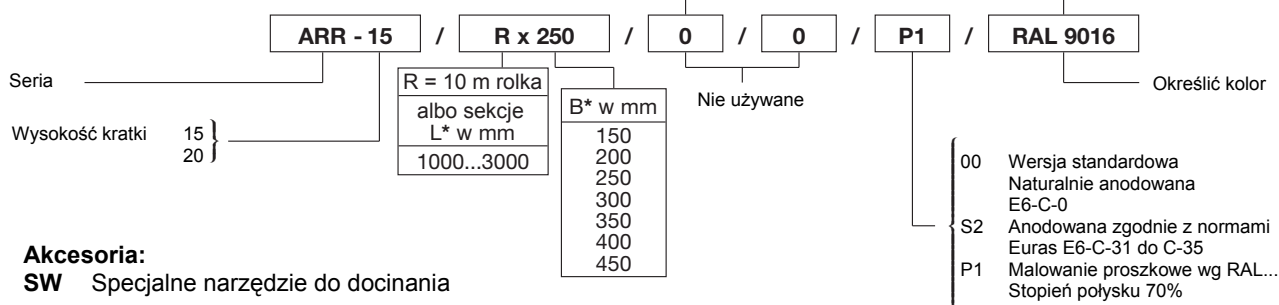 ARR - 15 / R x 250 / 0 / 0 / P1 / RAL 9016
Seria
Wysokość kratki 15
20
R = 10 m rolka
albo sekcje
L* w mm
1000...3000
B* w mm
150
200
250
300
350
400
450
Nie używane
Określić kolor
00 Wersja standardowa
Naturalnie anodowana
E6-C-0
S2 Anodowana zgodnie z normami
Euras E6-C-31 do C-35
P1 Malowanie proszkowe wg RAL...
Stopień połysku 70%
Akcesoria:
SW Specjalne narzędzie do docinania